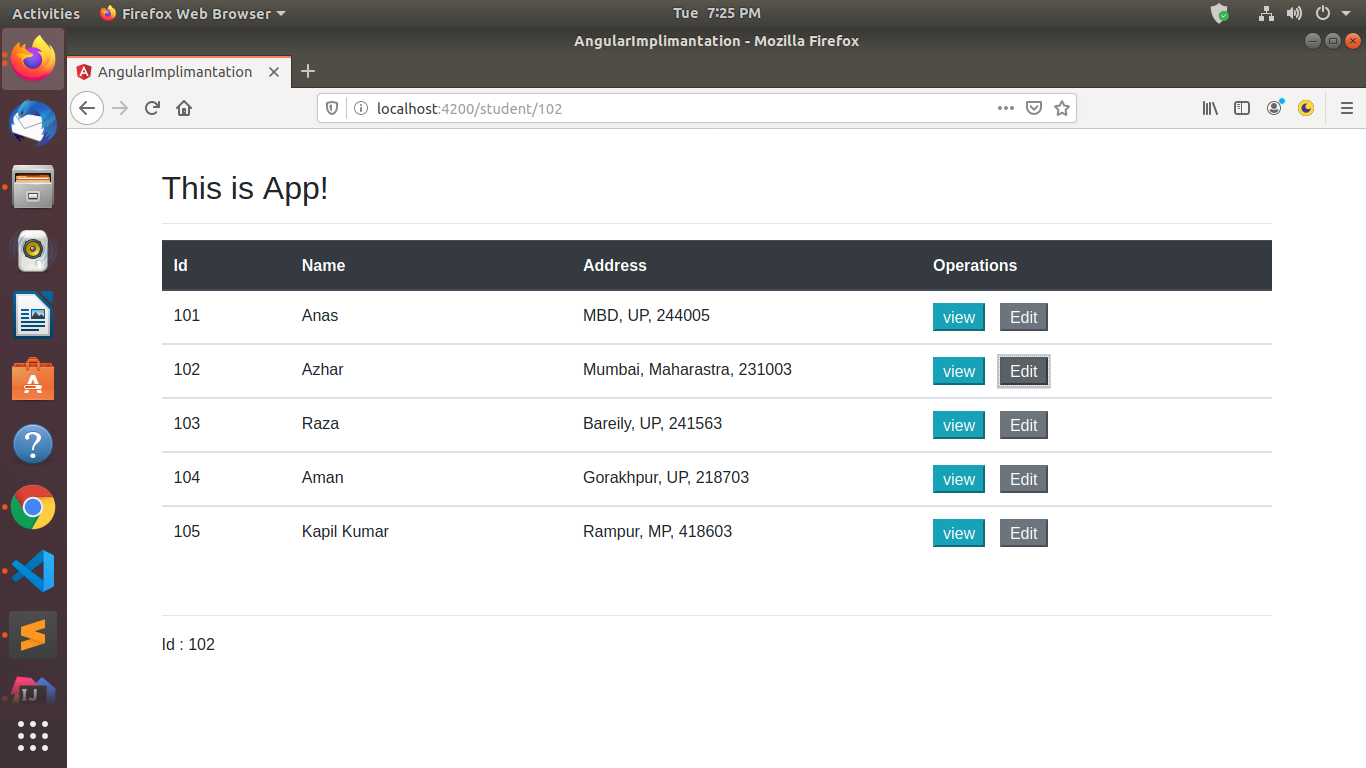 Activities Firefox Web Browser Tue 7:25 PM
AngularImplimantation - Mozilla Firefox
AngularImplimantation
localhost:4200/student/102
This is App!
Id Name Address Operations
101 Anas MBD, UP, 244005 view Edit
102 Azhar Mumbai, Maharastra, 231003 view Edit
103 Raza Bareily, UP, 241563 view Edit
104 Aman Gorakhpur, UP, 218703 view Edit
105 Kapil Kumar Rampur, MP, 418603 view Edit
Id : 102
IJ